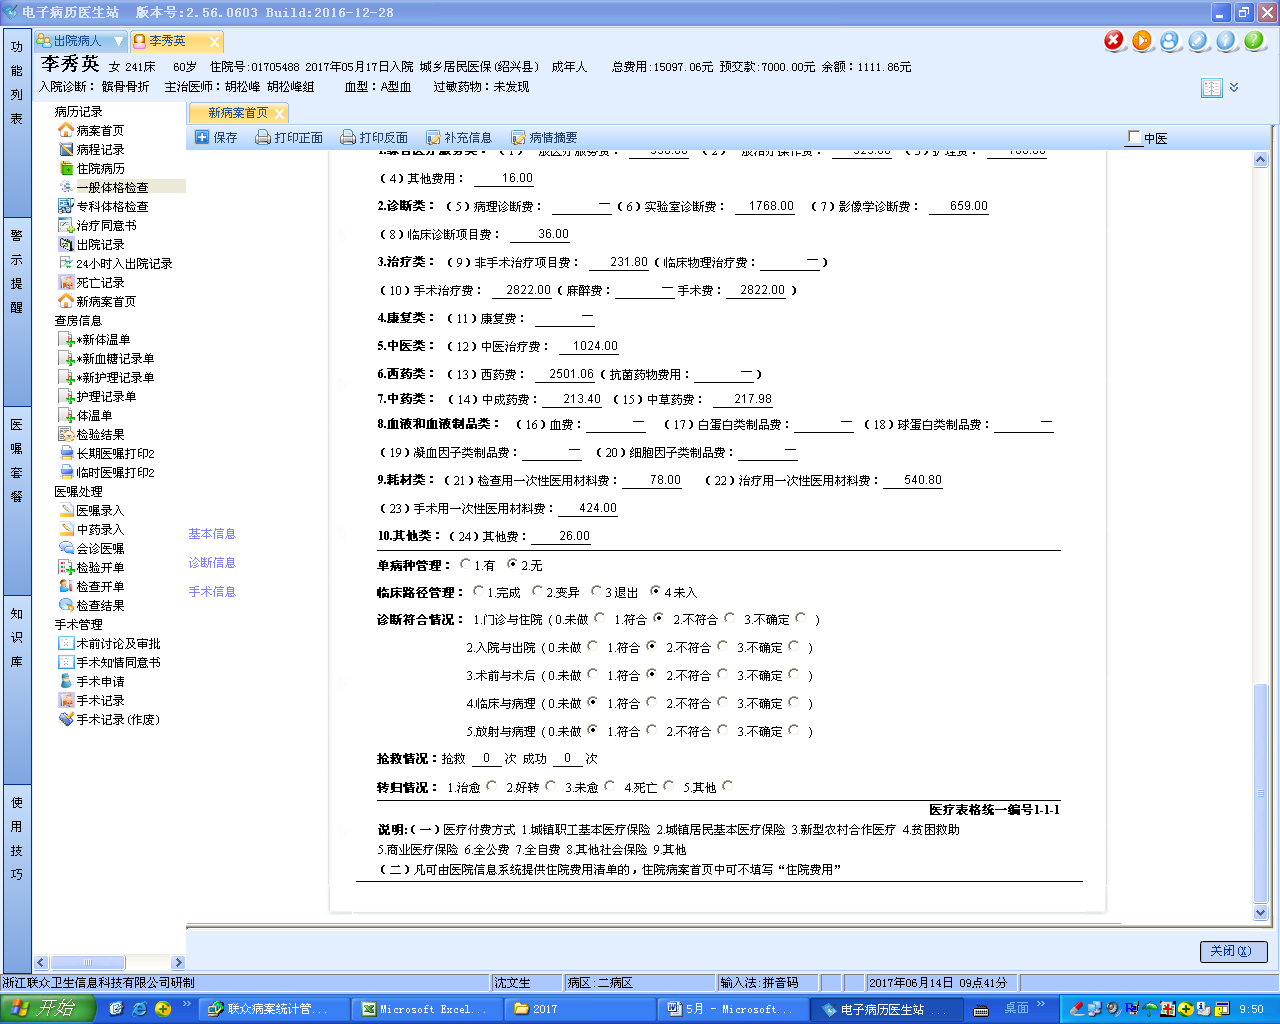 电子病历医生站 版本号:2.56.0603 Build:2016-12-28
功能列表
警示提醒
医嘱套餐
知识库
使用技巧
出院病人
李秀英
李秀英 女 241床 60岁 住院号:01705488 2017年05月17日入院 城乡居民医保(绍兴县) 成年人 总费用:15097.06元 预交款:7000.00元 余额:1111.86元
入院诊断: 髌骨骨折 主治医师:胡松峰 胡松峰组 血型:A型血 过敏药物:未发现
病历记录
病案首页
病程记录
住院病历
一般体格检查
专科体格检查
治疗同意书
出院记录
24小时入出院记录
死亡记录
新病案首页
查房信息
*新体温单
*新血糖记录单
*新护理记录单
护理记录单
体温单
检验结果
长期医嘱打印2
临时医嘱打印2
医嘱处理
医嘱录入
中药录入
会诊医嘱
检验开单
检查开单
检查结果
手术管理
术前讨论及审批
手术知情同意书
手术申请
手术记录
手术记录(作废)
新病案首页
保存 打印正面 打印反面 补充信息 病情摘要 中医
基本信息
诊断信息
手术信息
(4)其他费用: 16.00
2.诊断类: (5)病理诊断费: — (6)实验室诊断费: 1768.00 (7)影像学诊断费: 659.00
(8)临床诊断项目费: 36.00
3.治疗类: (9)非手术治疗项目费: 231.80 (临床物理治疗费: — )
(10)手术治疗费: 2822.00 (麻醉费: — 手术费: 2822.00 )
4.康复类: (11)康复费: —
5.中医类: (12)中医治疗费: 1024.00
6.西药类: (13)西药费: 2501.06 (抗菌药物费用: — )
7.中药类: (14)中成药费: 213.40 (15)中草药费: 217.98
8.血液和血液制品类: (16)血费: — (17)白蛋白类制品费: — (18)球蛋白类制品费: —
(19)凝血因子类制品费: — (20)细胞因子类制品费: —
9.耗材类: (21)检查用一次性医用材料费: 78.00 (22)治疗用一次性医用材料费: 540.80
(23)手术用一次性医用材料费: 424.00
10.其他类: (24)其他费: 26.00
单病种管理: 1.有 2.无
临床路径管理: 1.完成 2.变异 3退出 4未入
诊断符合情况: 1.门诊与住院 (0.未做 1.符合 2.不符合 3.不确定 )
2.入院与出院 (0.未做 1.符合 2.不符合 3.不确定 )
3.术前与术后 (0.未做 1.符合 2.不符合 3.不确定 )
4.临床与病理 (0.未做 1.符合 2.不符合 3.不确定 )
5.放射与病理 (0.未做 1.符合 2.不符合 3.不确定 )
抢救情况:抢救 0 次 成功 0 次
转归情况: 1.治愈 2.好转 3.未愈 4.死亡 5.其他
医疗表格统一编号1-1-1
说明:(一)医疗付费方式 1.城镇职工基本医疗保险 2.城镇居民基本医疗保险 3.新型农村合作医疗 4.贫困救助
5.商业医疗保险 6.全公费 7.全自费 8.其他社会保险 9.其他
(二)凡可由医院信息系统提供住院费用清单的,住院病案首页中可不填写“住院费用”
关闭(X)
浙江联众卫生信息科技有限公司研制 沈文生 病区:二病区 输入法:拼音码 2017年06月14日 09点41分
开始 联众病案统计管... Microsoft Excel... 2017 5月 - Microsoft... 电子病历医生站 ... 桌面 9:50